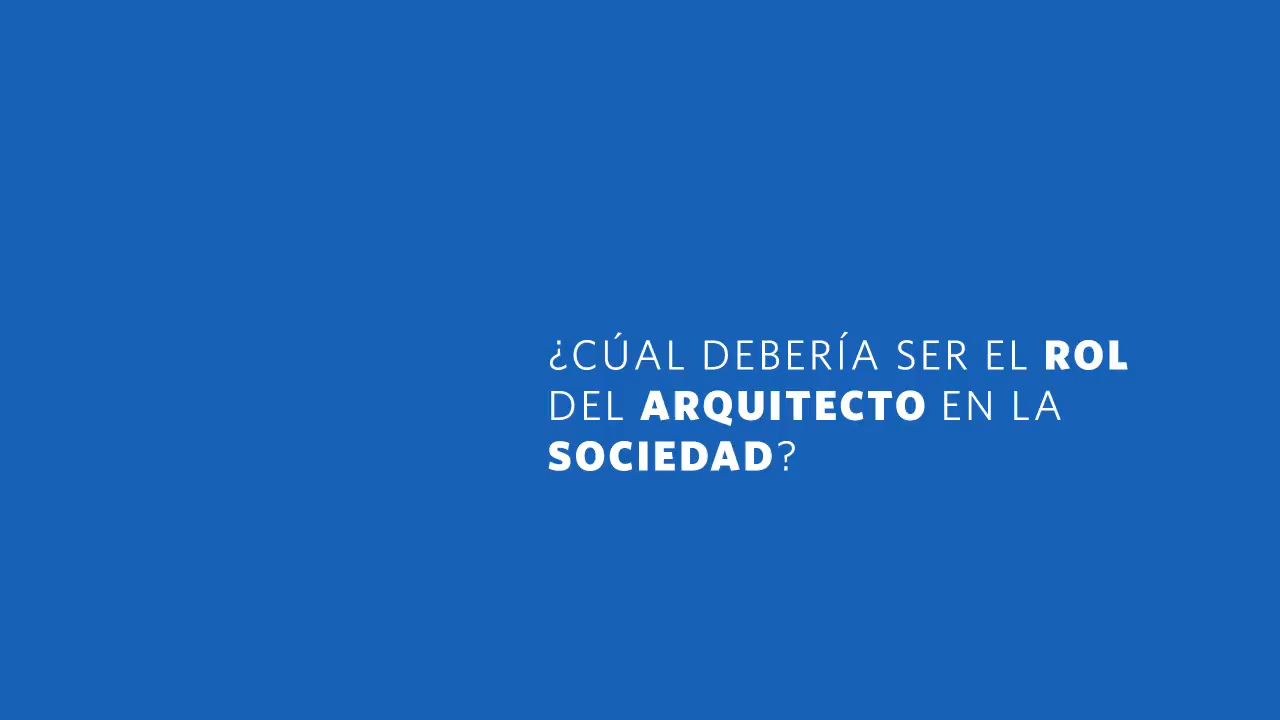 ¿CÚAL DEBERÍA SER EL ROL
DEL ARQUITECTO EN LA
SOCIEDAD?